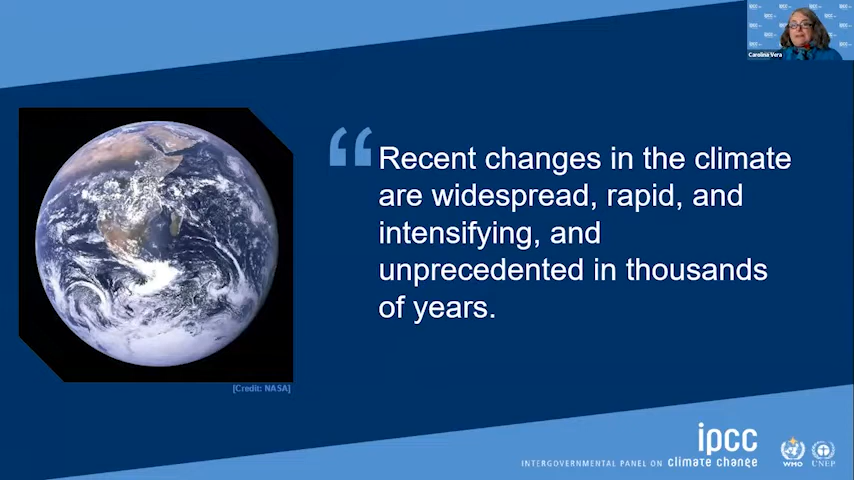 Carolina Vera
“Recent changes in the climate
are widespread, rapid, and
intensifying, and
unprecedented in thousands
of years.
[Credit: NASA]
ipcc
INTERGOVERNMENTAL PANEL ON climate change
WMO
UNEP